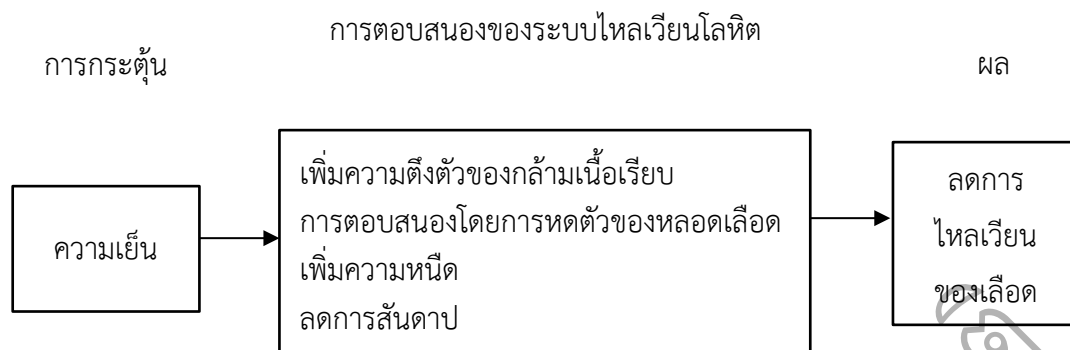 การตอบสนองของระบบไหลเวียนโลหิต
การกระตุ้น
ผล
ความเย็น
เพิ่มความตึงตัวของกล้ามเนื้อเรียบ
การตอบสนองโดยการหดตัวของหลอดเลือด
เพิ่มความหนืด
ลดการสันดาป
ลดการ
ไหลเวียน
ของเลือด